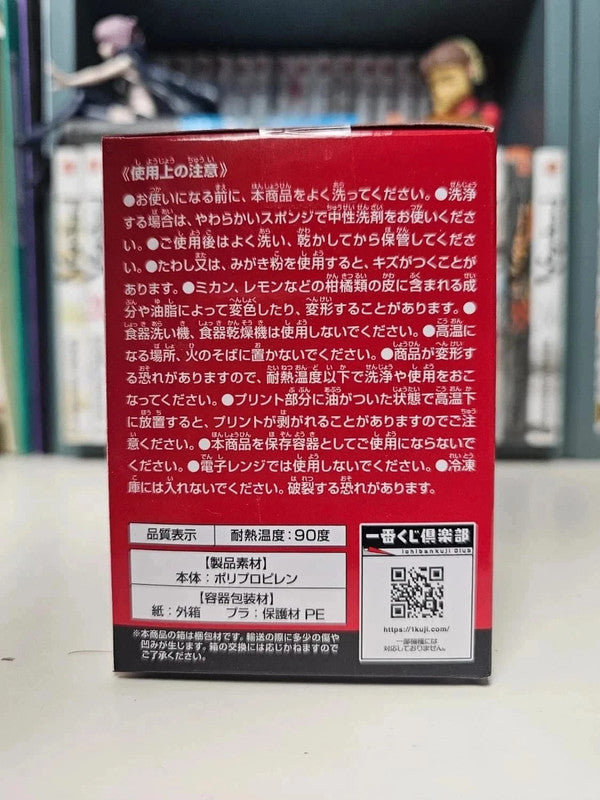 《使用上の注意》
●お使いになる前に、本商品をよく洗ってください。●洗浄
する場合は、やわらかいスポンジで中性洗剤をお使いくださ
い。●ご使用後はよく洗い、乾かしてから保管してくださ
い。●たわし又は、みがき粉を使用すると、キズがつくことが
あります。●ミカン、レモンなどの柑橘類の皮に含まれる成
分や油脂によって変色したり、変形することがあります。●
食器洗い機、食器乾燥機は使用しないでください。●高温に
なる場所、火のそばに置かないでください。●商品が変形す
る恐れがありますので、耐熱温度以下で洗浄や使用をおこ
なってください。●プリント部分に油がついた状態で高温下
に放置すると、プリントが剥がれることがありますのでご注
意ください。●本商品を保存容器としてご使用にならないで
ください。●電子レンジでは使用しないでください。●冷凍
庫には入れないでください。破裂する恐れがあります。
品質表示 耐熱温度:90度
【製品素材】
本体:ポリプロピレン
【容器包装材】
紙:外箱 プラ:保護材 PE
※本商品の箱は梱包材です。輸送の際に多少の傷や
凹みが生じます。箱の交換には応じかねますので
ご了承ください。
一番くじ倶楽部
Ichibankuji Club
https://1kuji.com/
一部機種には
対応しておりません。